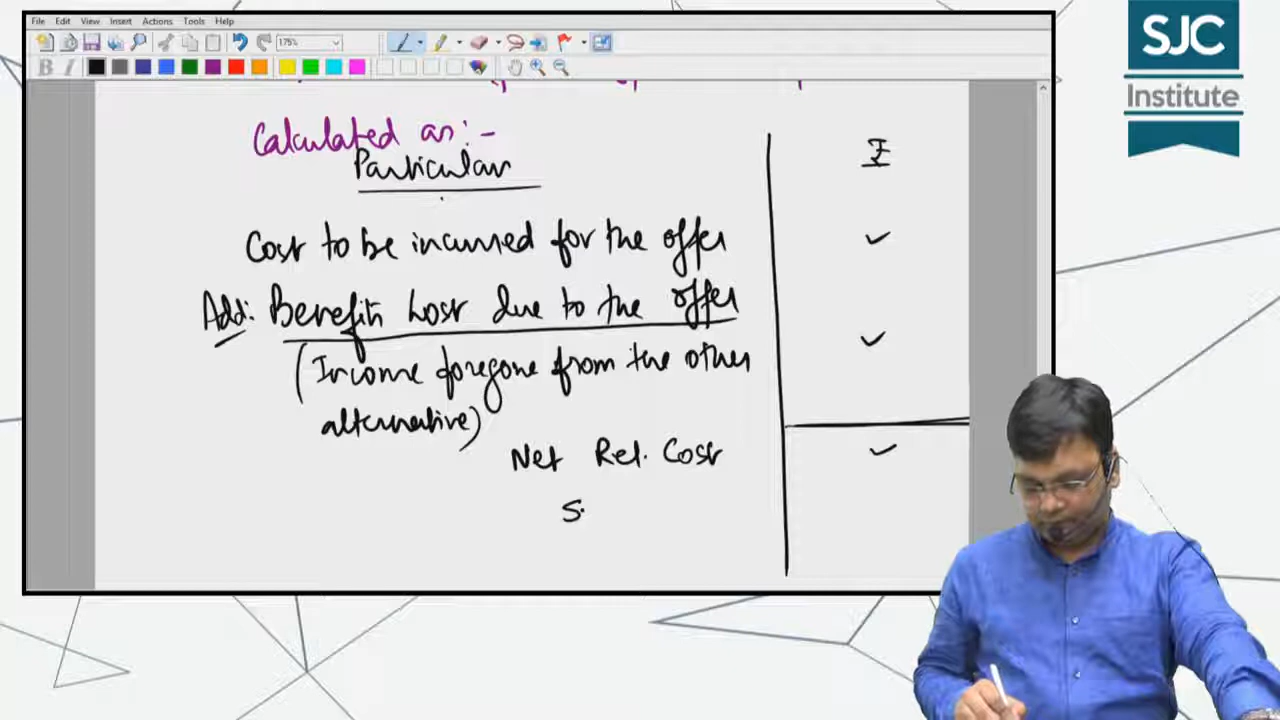 SJC
Institute
File Edit View Insert Actions Tools Help
175%
B I
Calculated as:-
Particular
₹
Cost to be incurred for the offer
Add: Benefits Lost due to the offer
(Income foregone from the other
alternative)
Net Rel. Cost
S.